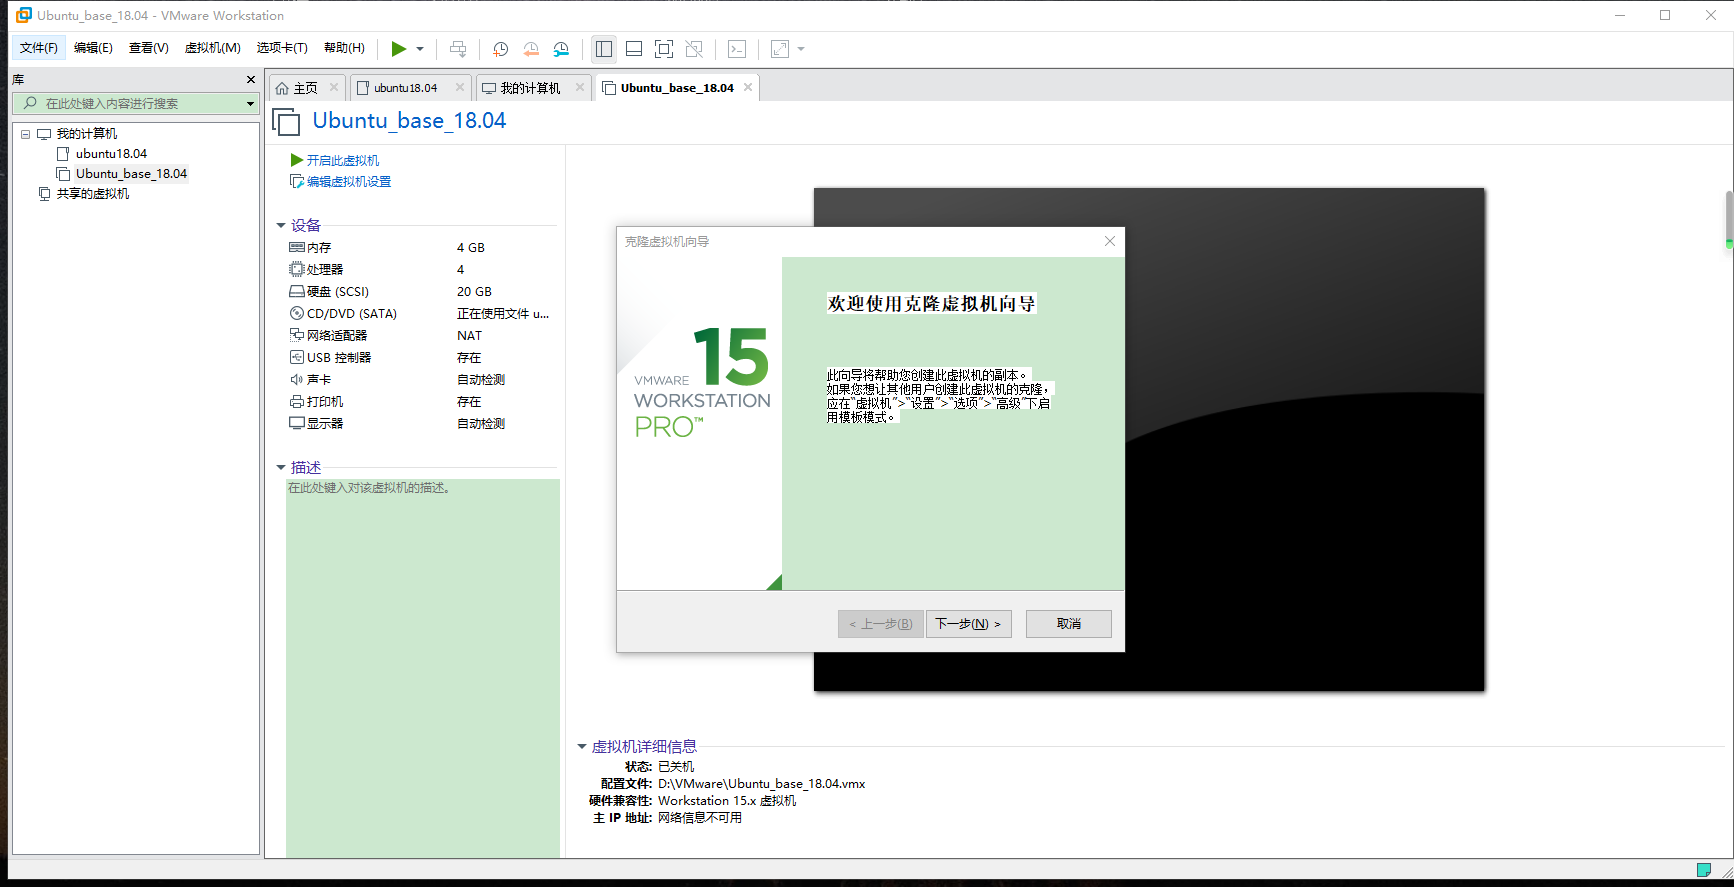 Ubuntu_base_18.04 - VMware Workstation
文件(F) 编辑(E) 查看(V) 虚拟机(M) 选项卡(T) 帮助(H)
库
在此处键入内容进行搜索
我的计算机
ubuntu18.04
Ubuntu_base_18.04
共享的虚拟机
主页 ubuntu18.04 我的计算机 Ubuntu_base_18.04
Ubuntu_base_18.04
开启此虚拟机
编辑虚拟机设置
设备
内存 4 GB
处理器 4
硬盘 (SCSI) 20 GB
CD/DVD (SATA) 正在使用文件 u...
网络适配器 NAT
USB 控制器 存在
声卡 自动检测
打印机 存在
显示器 自动检测
描述
在此处键入对该虚拟机的描述。
克隆虚拟机向导
15
VMWARE
WORKSTATION
PRO™
欢迎使用克隆虚拟机向导
此向导将帮助您创建此虚拟机的副本。
如果您想让其他用户创建此虚拟机的克隆，
应在"虚拟机">"设置">"选项">"高级"下启
用模板模式。
< 上一步(B) 下一步(N) > 取消
虚拟机详细信息
状态: 已关机
配置文件: D:\VMware\Ubuntu_base_18.04.vmx
硬件兼容性: Workstation 15.x 虚拟机
主 IP 地址: 网络信息不可用